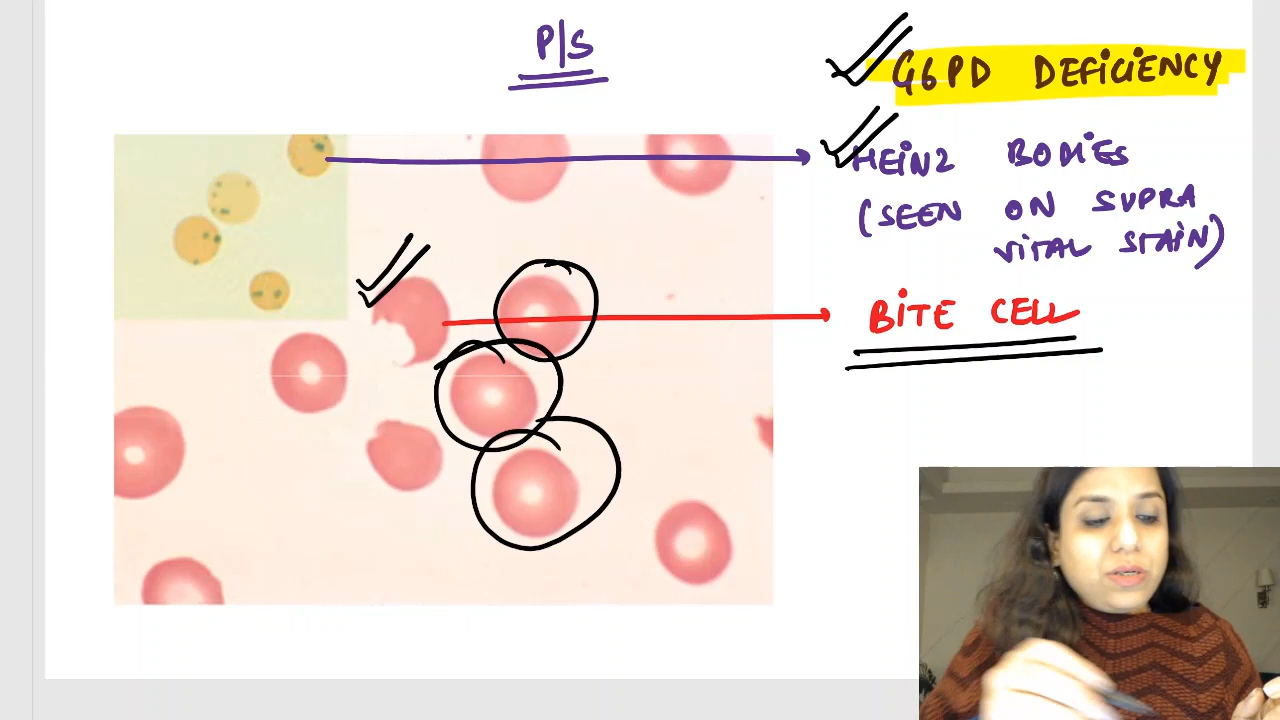 P/S
G6PD DEFICIENCY
HEINZ BODIES
(SEEN ON SUPRA
VITAL STAIN)
BITE CELL